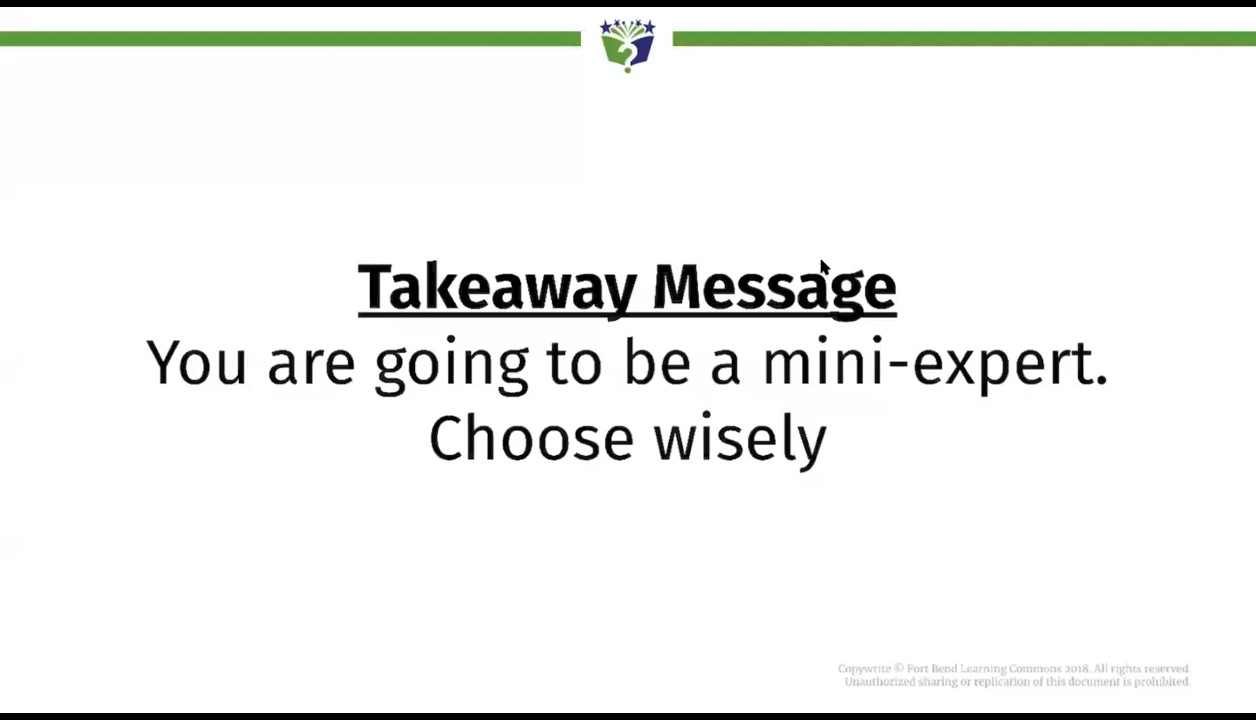 Takeaway Message
You are going to be a mini-expert.
Choose wisely
Copywrite © Fort Bend Learning Commons 2018. All rights reserved.
Unauthorized sharing or replication of this document is prohibited.